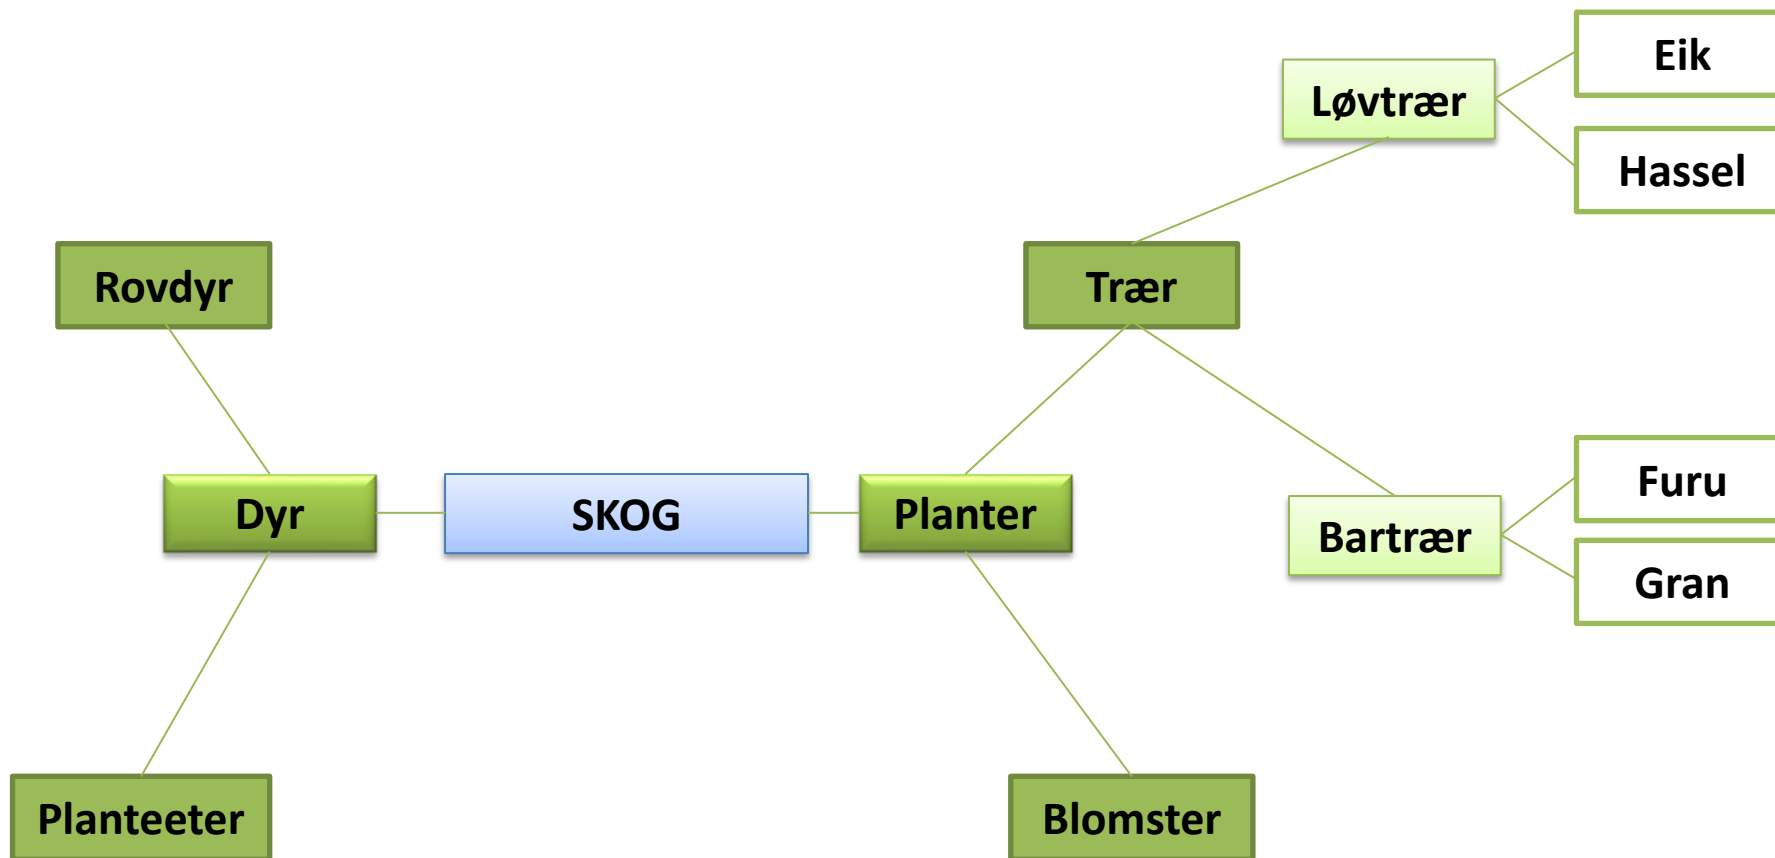 Eik
Løvtrær
Hassel
Rovdyr
Trær
Furu
Dyr
SKOG
Planter
Bartrær
Gran
Planteeter
Blomster